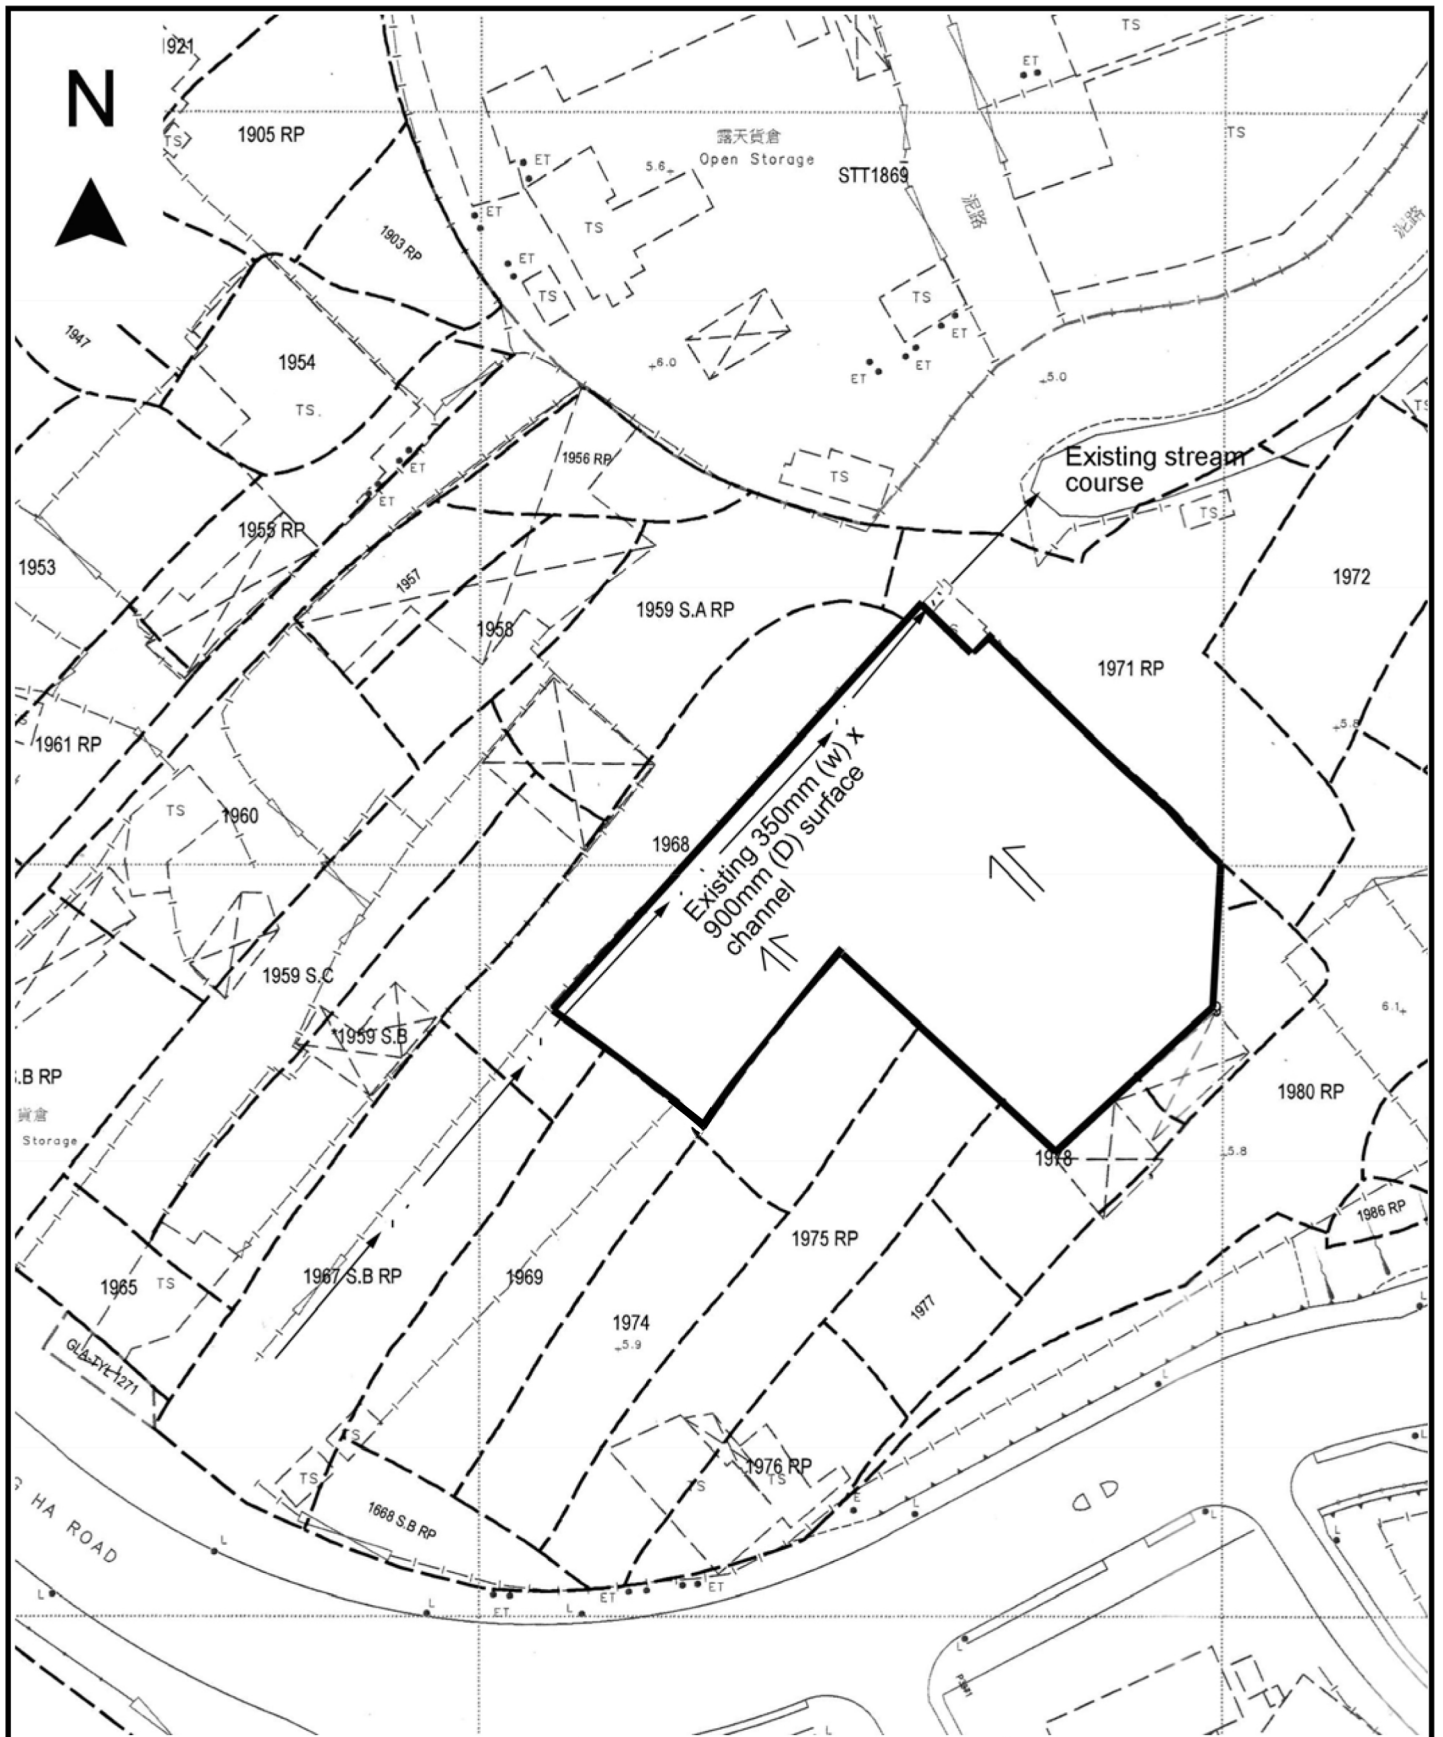 1921
TS
ET
N
1905 RP
TS
露天貨倉
Open Storage
TS
5.6
ET
STT1869
泥路
泥路
ET
TS
1903 RP
ET
TS
TS
ET
1947
1954
6.0
ET
ET
5.0
TS
TS
1956 RP
Existing stream
course
ET
TS
ET
TS
1955 RP
1953
1957
1972
1959 S.A RP
1958
1971 RP
5.8
1961 RP
TS
1960
1968
Existing 350mm (w) x
900mm (D) surface
channel
1959 S.C
6.1
9
1959 S.B
.B RP
1980 RP
貨倉
Storage
1978
5.8
1986 RP
1975 RP
1967 S.B RP
1969
1965
TS
1977
1974
5.9
GLA-TYL 1271
L
L
TS
TS
1976 RP
TS
TS
E
L
L
1668 S.B RP
G HA ROAD
L
L
ET
ET
ET
L
L
L
L
L